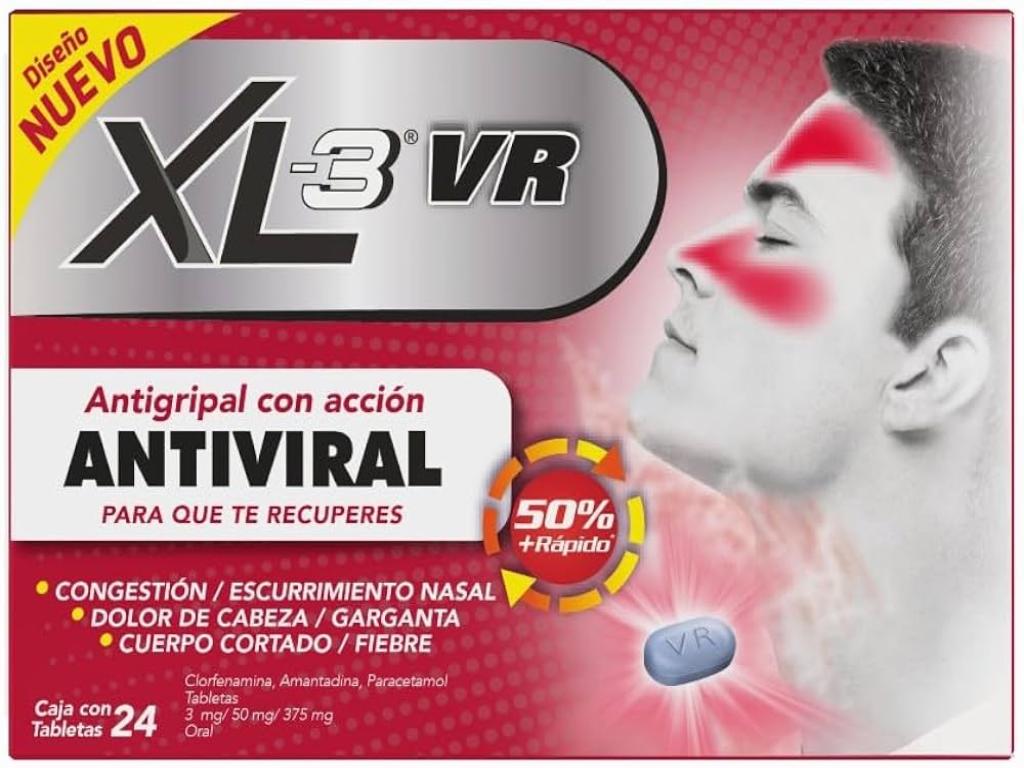 Diseño
NUEVO
XL-3® VR
Antigripal con acción
ANTIVIRAL
PARA QUE TE RECUPERES
50%
+Rápido*
• CONGESTIÓN / ESCURRIMIENTO NASAL
• DOLOR DE CABEZA / GARGANTA
• CUERPO CORTADO / FIEBRE
VR
Clorfenamina, Amantadina, Paracetamol
Tabletas
3 mg/ 50 mg/ 375 mg
Oral
Caja con 24
Tabletas